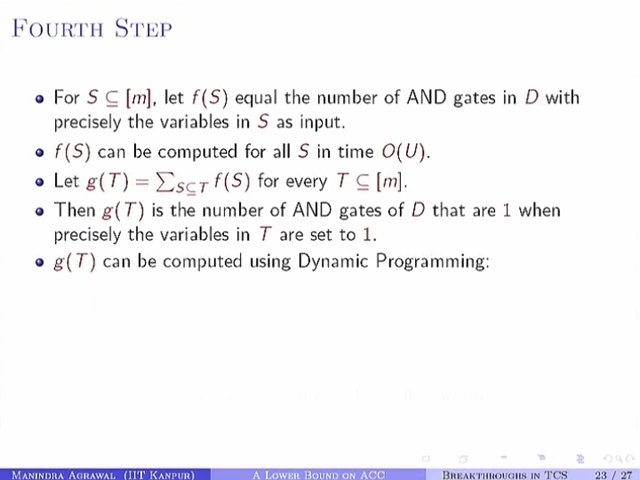 FOURTH STEP
• For S ⊆ [m], let f(S) equal the number of AND gates in D with
precisely the variables in S as input.
• f(S) can be computed for all S in time O(U).
• Let g(T) = ∑_{S⊆T} f(S) for every T ⊆ [m].
• Then g(T) is the number of AND gates of D that are 1 when
precisely the variables in T are set to 1.
• g(T) can be computed using Dynamic Programming:
MANINDRA AGRAWAL (IIT KANPUR) A LOWER BOUND ON ACC BREAKTHROUGHS IN TCS 23 / 27